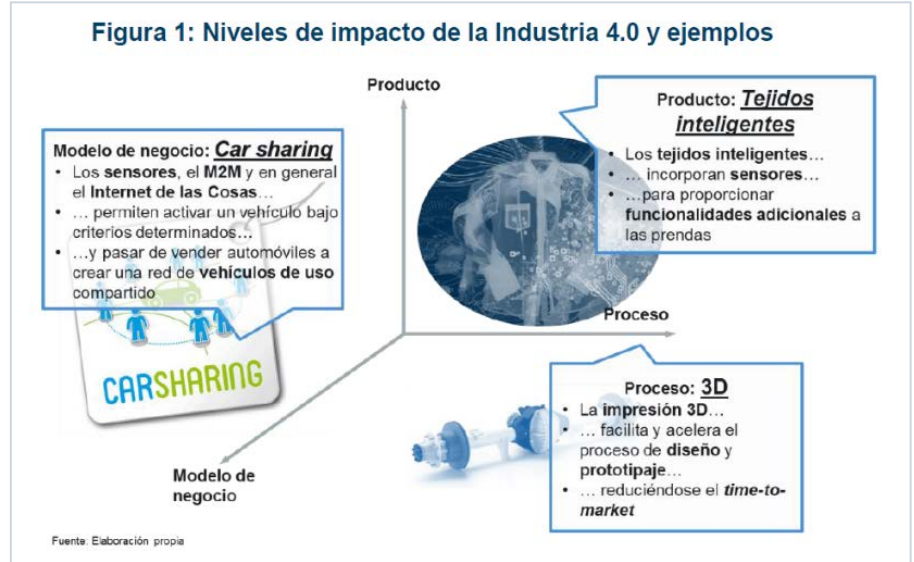 Figura 1: Niveles de impacto de la Industria 4.0 y ejemplos
Producto
Producto: Tejidos
inteligentes
• Los tejidos inteligentes…
• … incorporan sensores…
• …para proporcionar
funcionalidades adicionales a
las prendas
Modelo de negocio: Car sharing
• Los sensores, el M2M y en general
el Internet de las Cosas…
• … permiten activar un vehículo bajo
criterios determinados…
• …y pasar de vender automóviles a
crear una red de vehículos de uso
compartido
CARSHARING
Proceso
Proceso: 3D
• La impresión 3D…
• … facilita y acelera el
proceso de diseño y
prototipaje…
• … reduciéndose el time-to-
market
Modelo de
negocio
Fuente: Elaboración propia